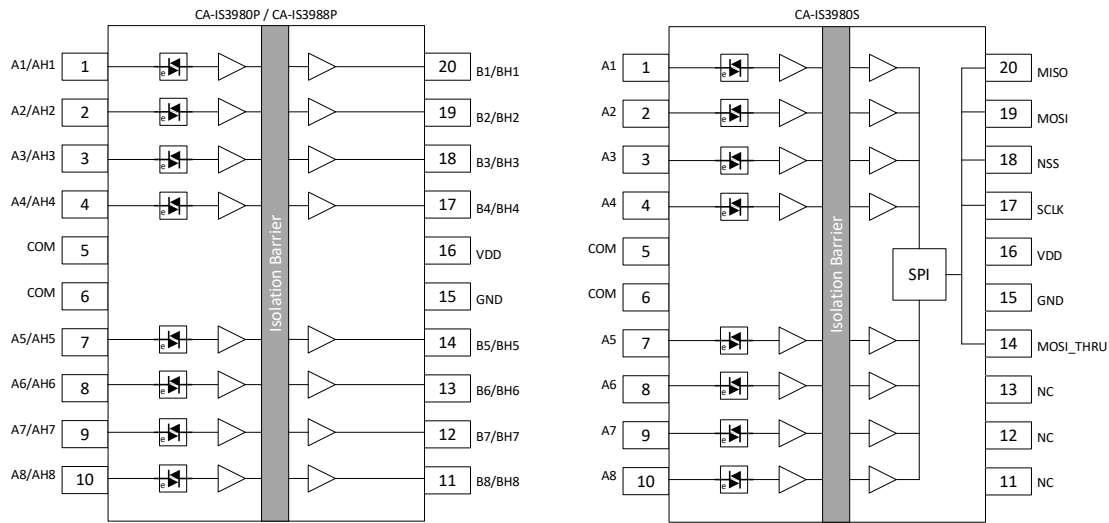 CA-IS3980P / CA-IS3988P
A1/AH1 1 e 20 B1/BH1
A2/AH2 2 e 19 B2/BH2
A3/AH3 3 e 18 B3/BH3
A4/AH4 4 e 17 B4/BH4
COM 5 16 VDD
COM 6 15 GND
A5/AH5 7 e 14 B5/BH5
A6/AH6 8 e 13 B6/BH6
A7/AH7 9 e 12 B7/BH7
A8/AH8 10 e 11 B8/BH8
Isolation Barrier
CA-IS3980S
A1 1 e 20 MISO
A2 2 e 19 MOSI
A3 3 e 18 NSS
A4 4 e 17 SCLK
COM 5 16 VDD
SPI
COM 6 15 GND
A5 7 e 14 MOSI_THRU
A6 8 e 13 NC
A7 9 e 12 NC
A8 10 e 11 NC
Isolation Barrier